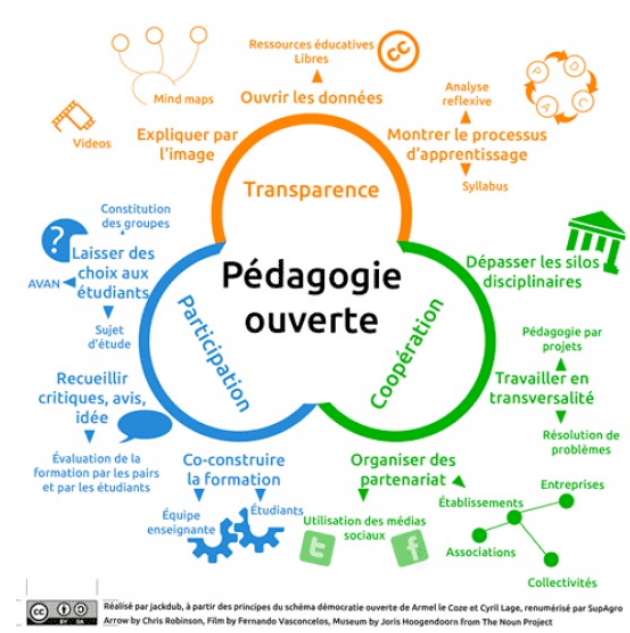 Ressources éducatives
Libres
cc
Ouvrir les données
Mind maps
Videos
Expliquer par
l'image
Analyse
reflexive
P
D
C
A
Montrer le processus
d'apprentissage
Syllabus
Transparence
Pédagogie
ouverte
Participation
Coopération
Constitution
des groupes
?
Laisser des
choix aux
étudiants
AVAN
Sujet
d'étude
Recueillir
critiques, avis,
idée
Évaluation de la
formation par les pairs
et par les étudiants
Co-construire
la formation
Équipe
enseignante
Étudiants
Dépasser les silos
disciplinaires
Pédagogie par
projets
Travailler en
transversalité
Résolution de
problèmes
Organiser des
partenariat
Utilisation des médias
sociaux
t
f
Établissements
Entreprises
Associations
Collectivités
cc BY SA
Réalisé par jackdub, à partir des principes du schéma démocratie ouverte de Armel le Coze et Cyril Lage, renumérisé par SupAgro
Arrow by Chris Robinson, Film by Fernando Vasconcelos, Museum by Joris Hoogendoorn from The Noun Project